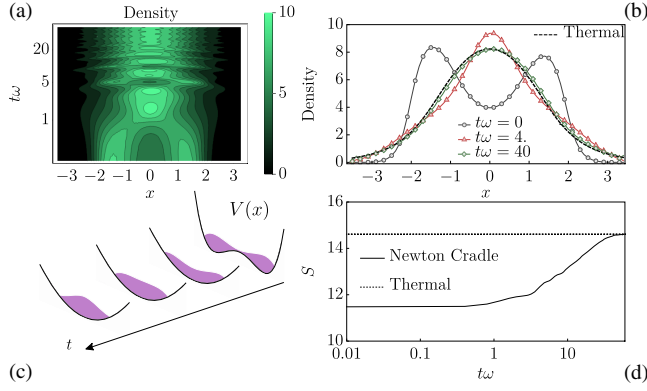 (a)
Density
10
5
0
20
5
1
tω
−3 −2 −1 0 1 2 3
x
(b)
10
8
6
4
2
0
Density
Thermal
tω = 0
tω = 4.
tω = 40
−3 −2 −1 0 1 2 3
x
V(x)
t
(c)
16
14
12
10
S
Newton Cradle
Thermal
0.01 0.1 1 10
tω
(d)